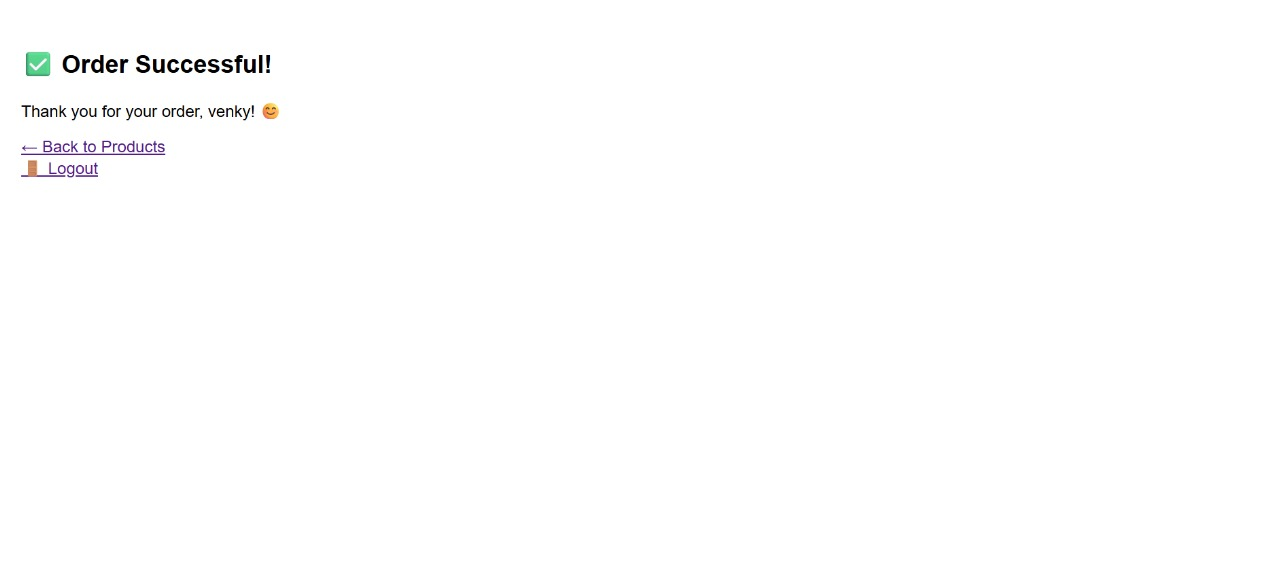 ✅ Order Successful!
Thank you for your order, venky! 😊
← Back to Products
🚪 Logout